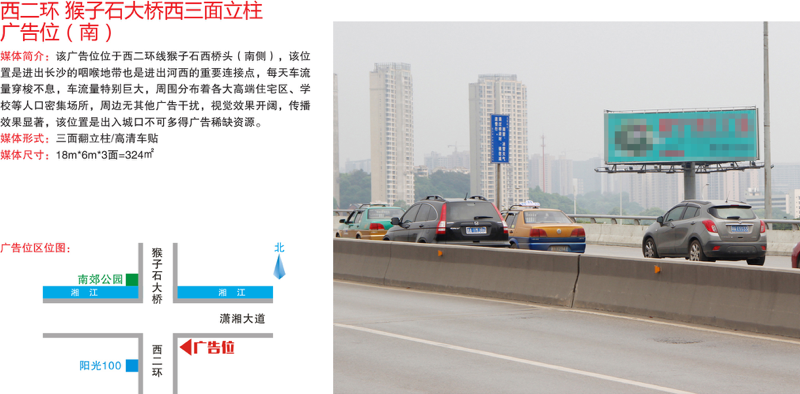 西二环 猴子石大桥西三面立柱
广告位（南）
媒体简介：该广告位位于西二环线猴子石西桥头（南侧），该位
置是进出长沙的咽喉地带也是进出河西的重要连接点，每天车流
量穿梭不息，车流量特别巨大，周围分布着各大高端住宅区、学
校等人口密集场所，周边无其他广告干扰，视觉效果开阔，传播
效果显著，该位置是出入城口不可多得广告稀缺资源。
媒体形式：三面翻立柱/高清车贴
媒体尺寸：18m*6m*3面=324㎡
广告位区位图：
猴子石大桥
北
南郊公园
湘 江
湘 江
潇湘大道
广告位
西二环
阳光100